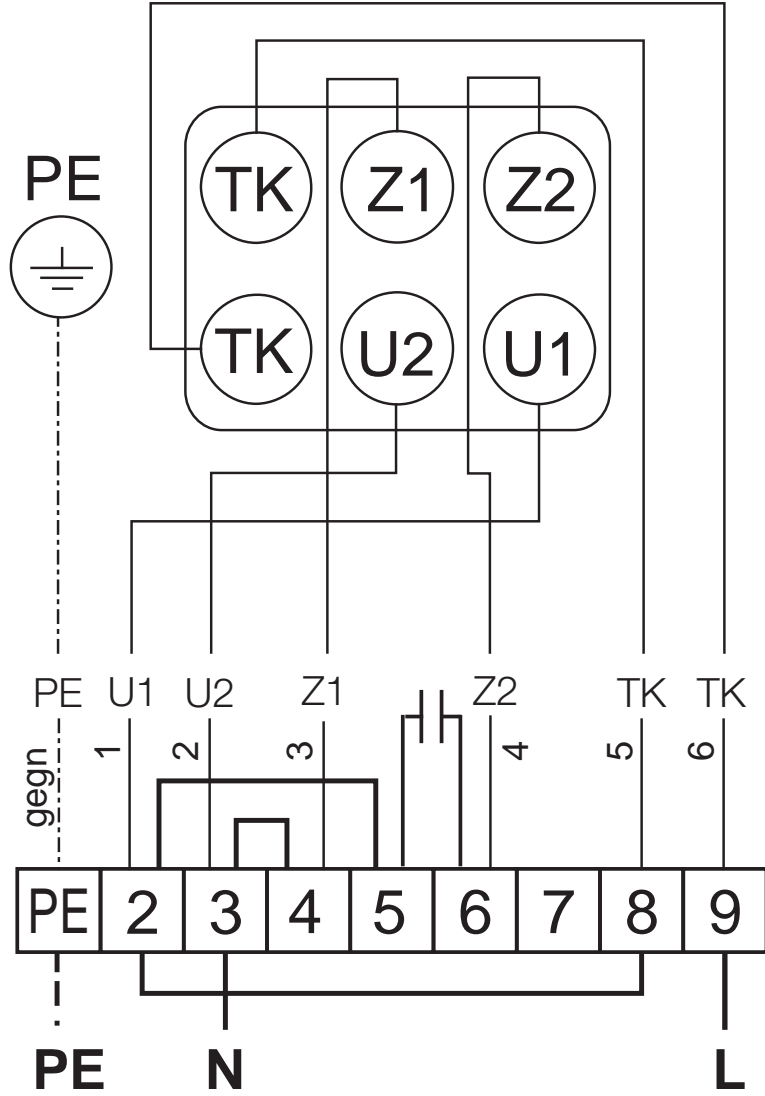 TK Z1 Z2
PE
TK U2 U1
PE U1 U2 Z1 Z2 TK TK
gegn 1 2 3 4 5 6
PE 2 3 4 5 6 7 8 9
PE N L